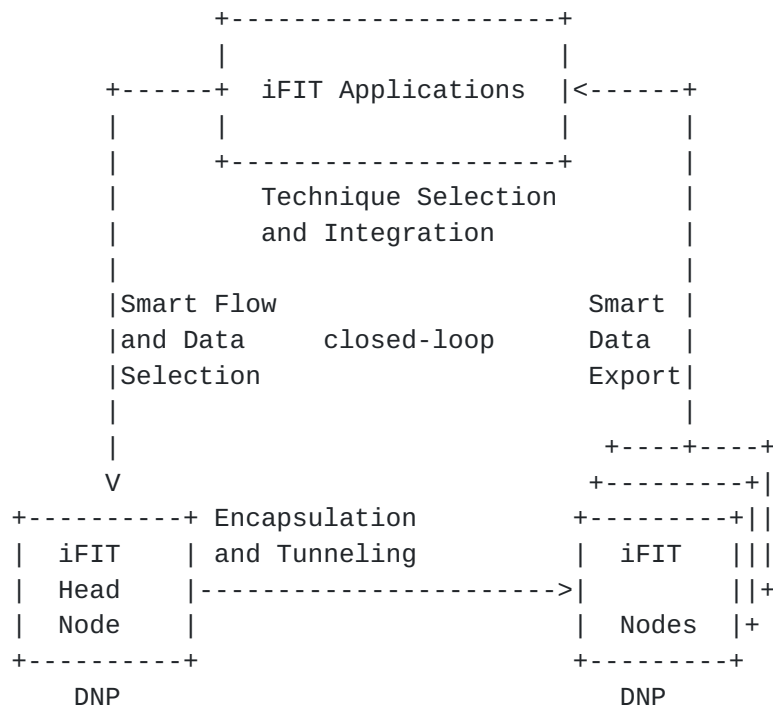 iFIT Applications
Technique Selection
and Integration
Smart Flow Smart
and Data closed-loop Data
Selection Export
Encapsulation
iFIT and Tunneling iFIT
Head
Node Nodes
DNP DNP